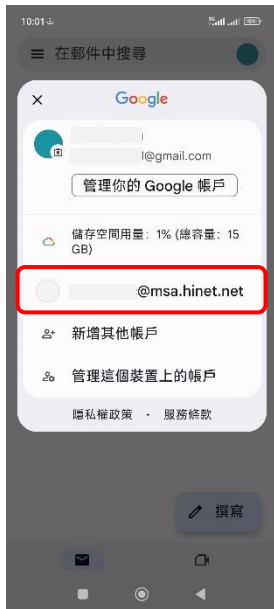 10:01
在郵件中搜尋
Google
l@gmail.com
管理你的 Google 帳戶
儲存空間用量：1% (總容量：15
GB)
@msa.hinet.net
新增其他帳戶
管理這個裝置上的帳戶
隱私權政策 · 服務條款
撰寫